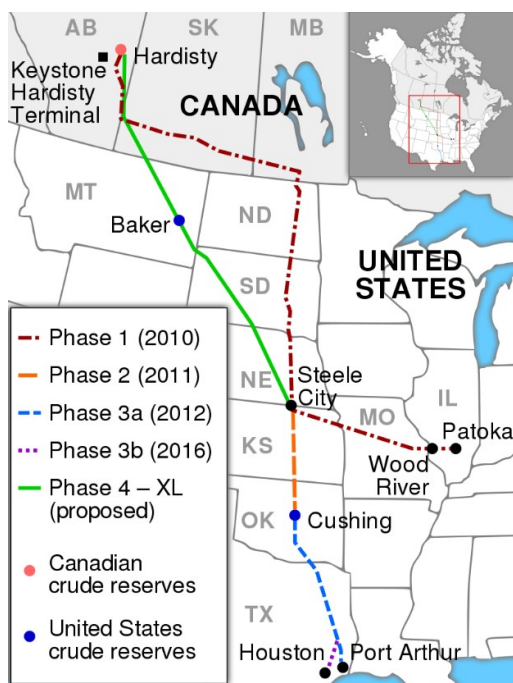 AB
SK
MB
Hardisty
Keystone
Hardisty
Terminal
CANADA
MT
ND
Baker
UNITED
STATES
SD
Phase 1 (2010)
Phase 2 (2011)
Phase 3a (2012)
Phase 3b (2016)
Phase 4 – XL
(proposed)
Canadian
crude reserves
United States
crude reserves
NE
Steele
City
MO
IL
Patoka
KS
Wood
River
OK
Cushing
TX
Houston
Port Arthur